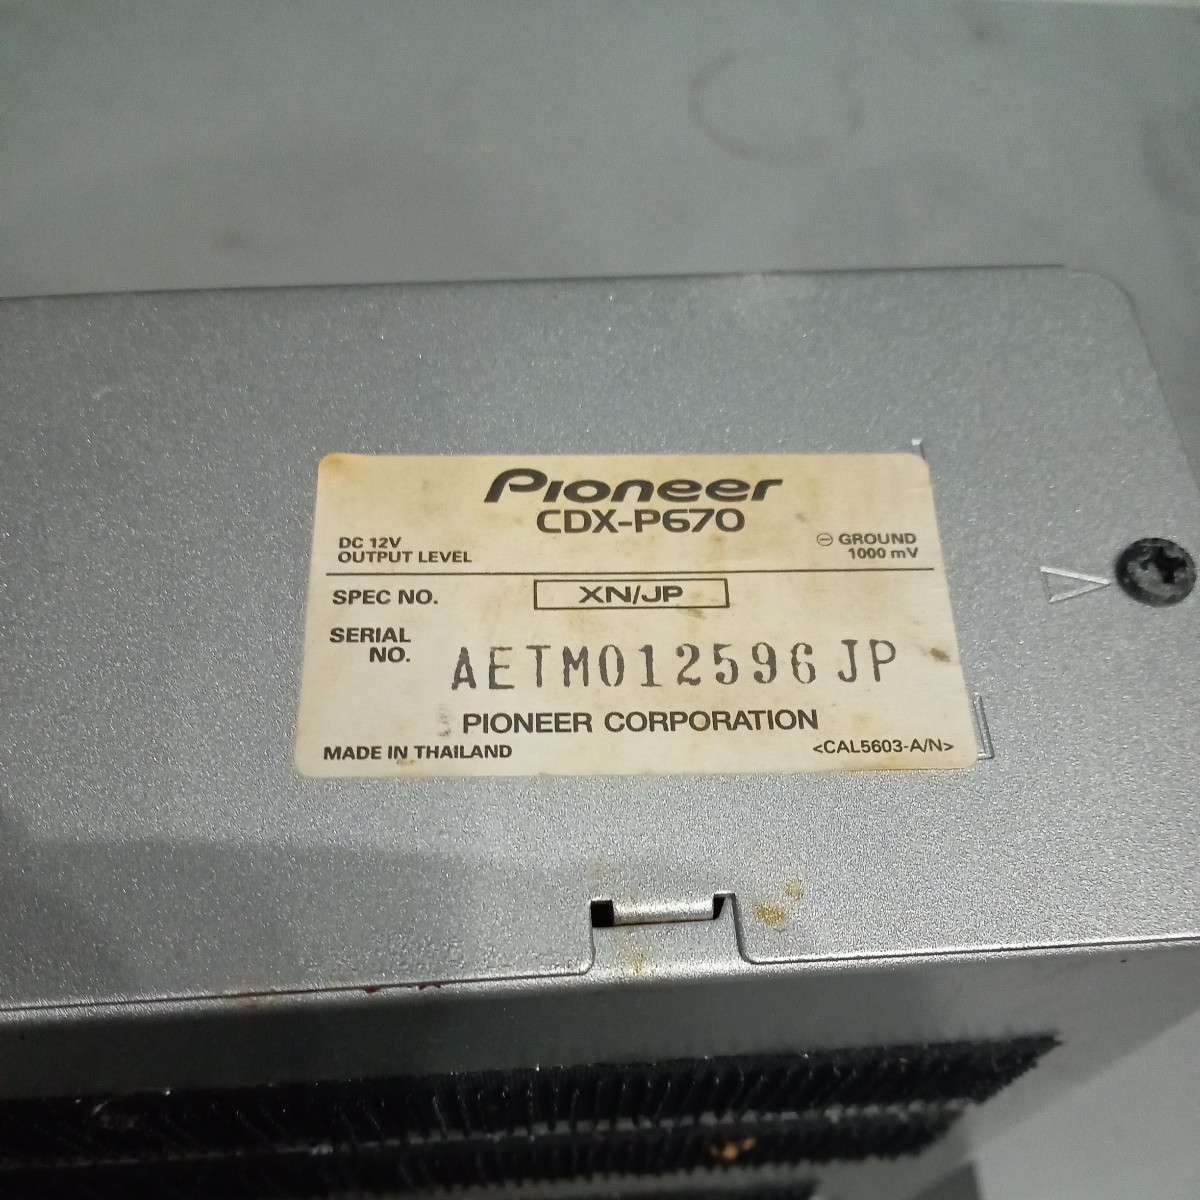 Pioneer
CDX-P670
DC 12V ⊖ GROUND
OUTPUT LEVEL 1000 mV
SPEC NO. XN/JP
SERIAL NO. AETM012596JP
PIONEER CORPORATION
MADE IN THAILAND <CAL5603-A/N>